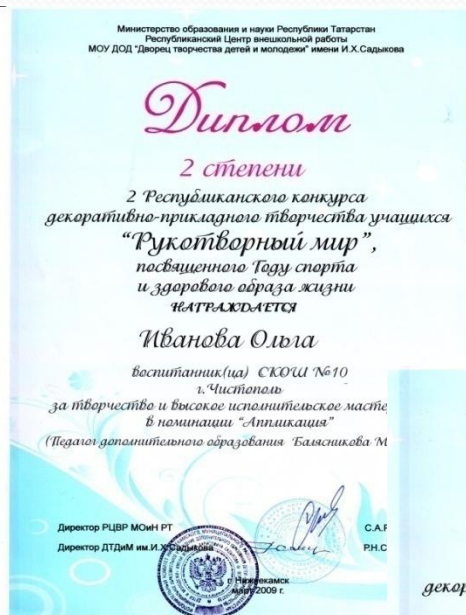 Министерство образования и науки Республики Татарстан
Республиканский Центр внешкольной работы
МОУ ДОД "Дворец творчества детей и молодежи" имени И.Х.Садыкова
Диплом
2 степени
2 Республиканского конкурса
декоративно-прикладного творчества учащихся
"Рукотворный мир",
посвященного Году спорта
и здорового образа жизни
НАГРАЖДАЕТСЯ
Иванова Ольга
воспитанник(ца) СКОШ №10
г.Чистополь
за творчество и высокое исполнительское масте
в номинации "Аппликация"
(Педагог дополнительного образования Балясникова М
Директор РЦВР МОиН РТ С.А.Р
Директор ДТДиМ им.И.Х.Садыкова Р.Н.С
г. Нижнекамск
март 2009 г.
декор